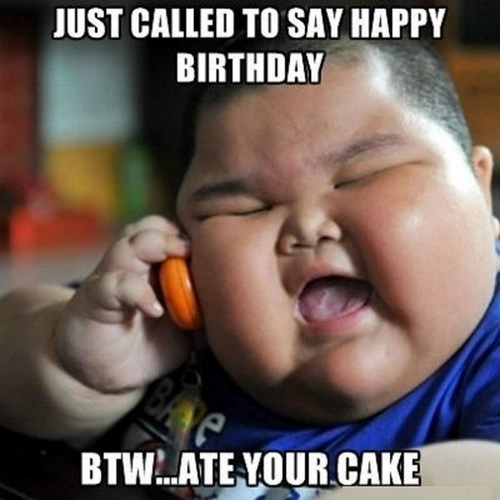 JUST CALLED TO SAY HAPPY
BIRTHDAY
BTW...ATE YOUR CAKE